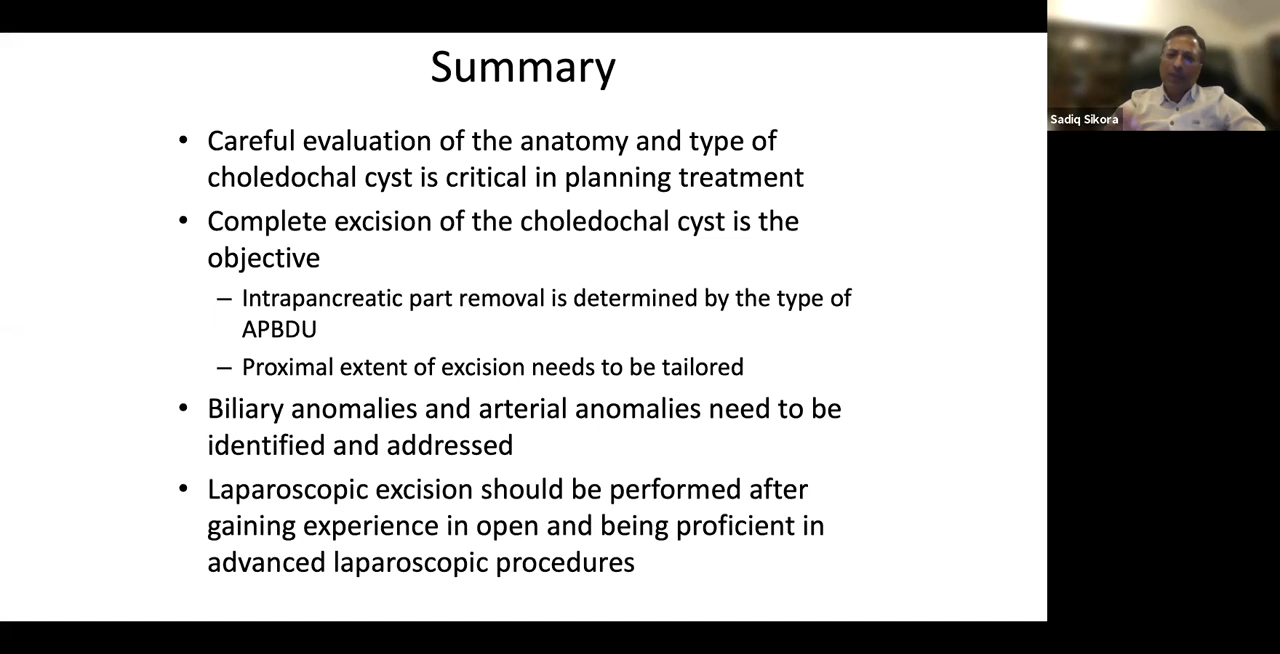 Summary
• Careful evaluation of the anatomy and type of
choledochal cyst is critical in planning treatment
• Complete excision of the choledochal cyst is the
objective
– Intrapancreatic part removal is determined by the type of
APBDU
– Proximal extent of excision needs to be tailored
• Biliary anomalies and arterial anomalies need to be
identified and addressed
• Laparoscopic excision should be performed after
gaining experience in open and being proficient in
advanced laparoscopic procedures
Sadiq Sikora